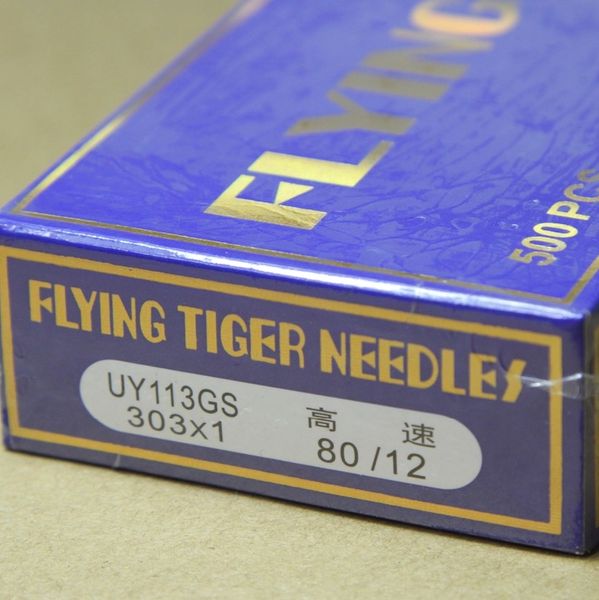 FLYING
500 PCS
FLYING TIGER NEEDLES
UY113GS 高 速
303x1 80/12